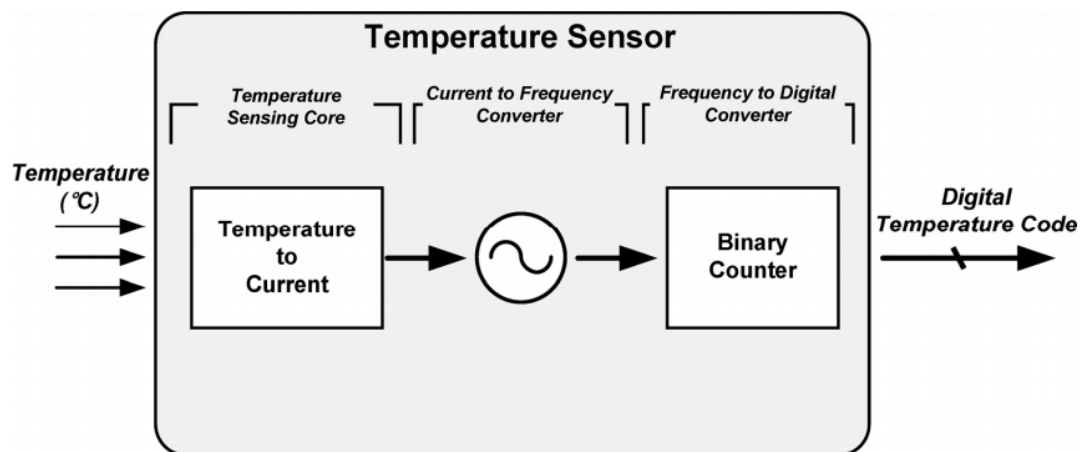 Temperature Sensor
Temperature
Sensing Core
Current to Frequency
Converter
Frequency to Digital
Converter
Temperature
(°C)
Temperature
to
Current
Binary
Counter
Digital
Temperature Code